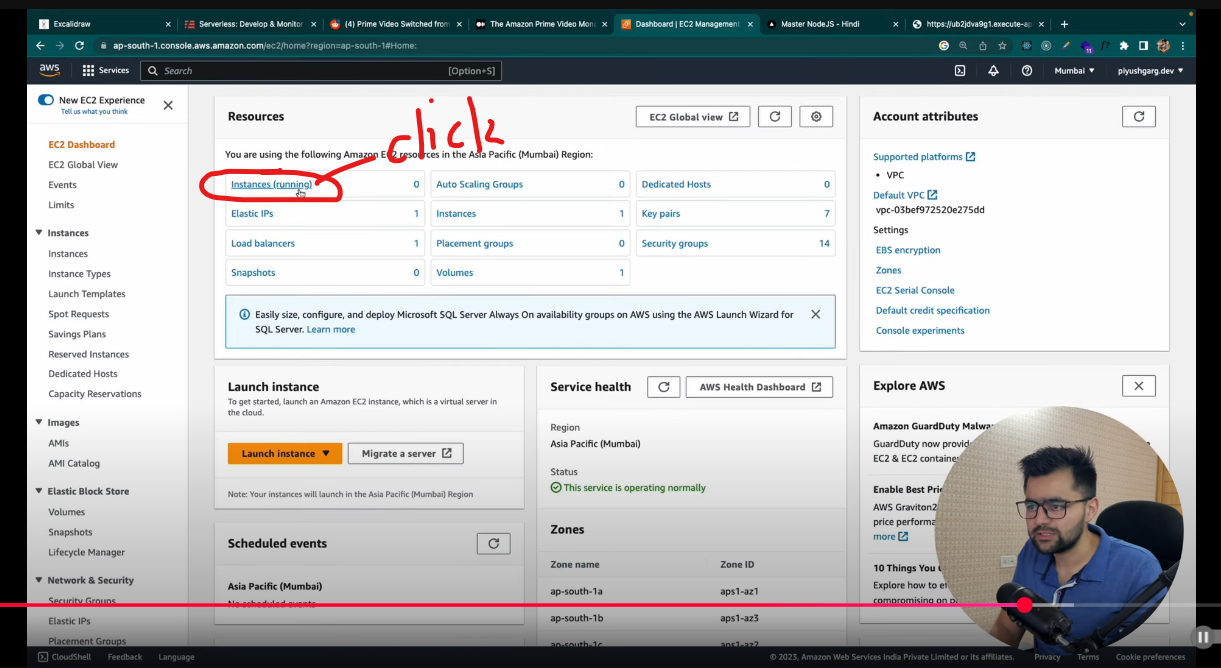 Excalidraw
Serverless: Develop & Monitor
(4) Prime Video Switched from
The Amazon Prime Video Mon
Dashboard | EC2 Management
Master NodeJS - Hindi
https://ub2jdva9g1.execute-ap
ap-south-1.console.aws.amazon.com/ec2/home?region=ap-south-1#Home:
11
aws
Services
Search
[Option+S]
Mumbai
piyushgarg.dev
New EC2 Experience
Tell us what you think
EC2 Dashboard
EC2 Global View
Events
Limits
Instances
Instances
Instance Types
Launch Templates
Spot Requests
Savings Plans
Reserved Instances
Dedicated Hosts
Capacity Reservations
Images
AMIs
AMI Catalog
Elastic Block Store
Volumes
Snapshots
Lifecycle Manager
Network & Security
Security Groups
Elastic IPs
Placement Groups
Resources
EC2 Global view
click
You are using the following Amazon EC2 resources in the Asia Pacific (Mumbai) Region:
Instances (running) 0 Auto Scaling Groups 0 Dedicated Hosts 0
Elastic IPs 1 Instances 1 Key pairs 7
Load balancers 1 Placement groups 0 Security groups 14
Snapshots 0 Volumes 1
Easily size, configure, and deploy Microsoft SQL Server Always On availability groups on AWS using the AWS Launch Wizard for
SQL Server. Learn more
Launch instance
To get started, launch an Amazon EC2 instance, which is a virtual server in
the cloud.
Launch instance
Migrate a server
Note: Your instances will launch in the Asia Pacific (Mumbai) Region
Scheduled events
Asia Pacific (Mumbai)
No scheduled events
Service health
AWS Health Dashboard
Region
Asia Pacific (Mumbai)
Status
This service is operating normally
Zones
Zone name Zone ID
ap-south-1a aps1-az1
ap-south-1b aps1-az3
ap-south-1c aps1-az2
Account attributes
Supported platforms
VPC
Default VPC
vpc-03bef972520e275dd
Settings
EBS encryption
Zones
EC2 Serial Console
Default credit specification
Console experiments
Explore AWS
Amazon GuardDuty Malwa
GuardDuty now provid
EC2 & EC2 containe
Enable Best Pri
AWS Graviton2
price performa
more
10 Things You
Explore how to e
compromising on p
CloudShell
Feedback
Language
© 2023, Amazon Web Services India Private Limited or its affiliates.
Privacy
Terms
Cookie preferences